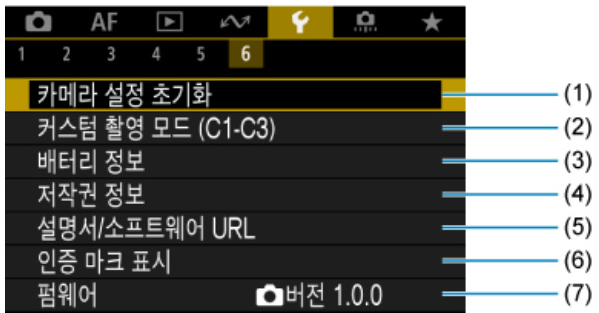 AF
1 2 3 4 5 6
카메라 설정 초기화 (1)
커스텀 촬영 모드 (C1-C3) (2)
배터리 정보 (3)
저작권 정보 (4)
설명서/소프트웨어 URL (5)
인증 마크 표시 (6)
펌웨어 버전 1.0.0 (7)